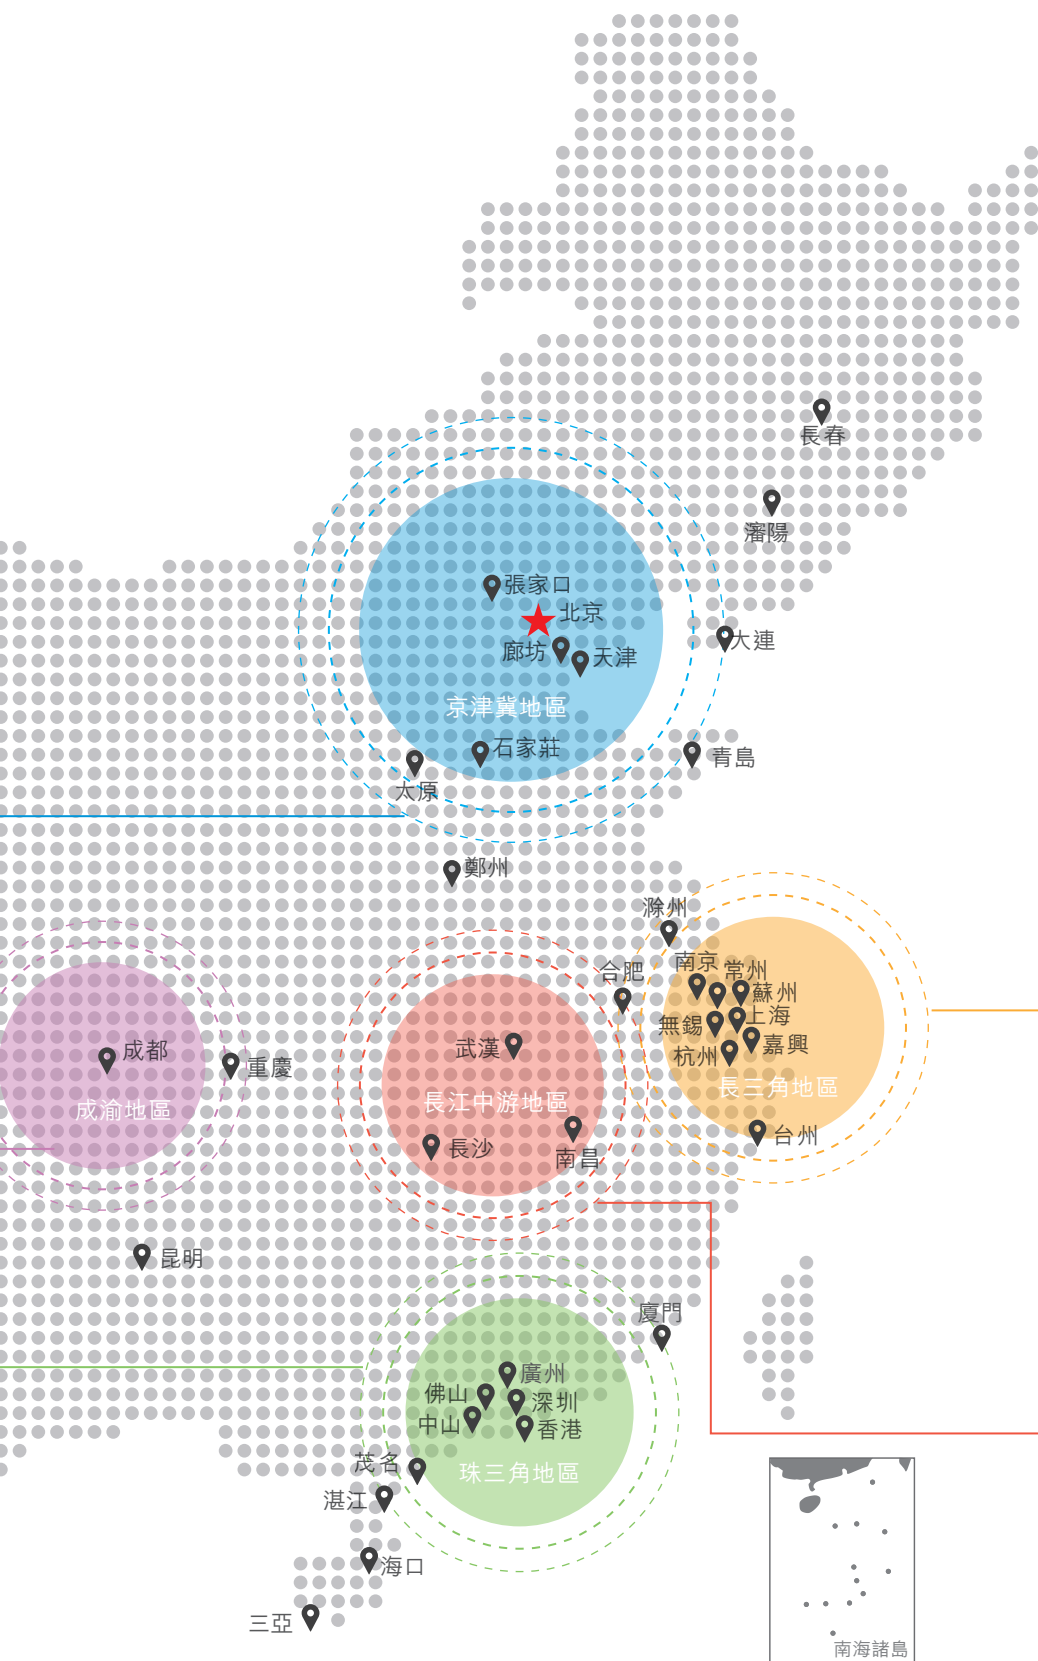 長春
瀋陽
張家口
北京
廊坊
天津
大連
京津冀地區
石家莊
青島
太原
鄭州
滁州
合肥
南京
常州
蘇州
上海
無錫
嘉興
杭州
長三角地區
台州
武漢
長江中游地區
長沙
南昌
成都
重慶
成渝地區
昆明
廈門
廣州
佛山
深圳
中山
香港
茂名
珠三角地區
湛江
海口
三亞
南海諸島